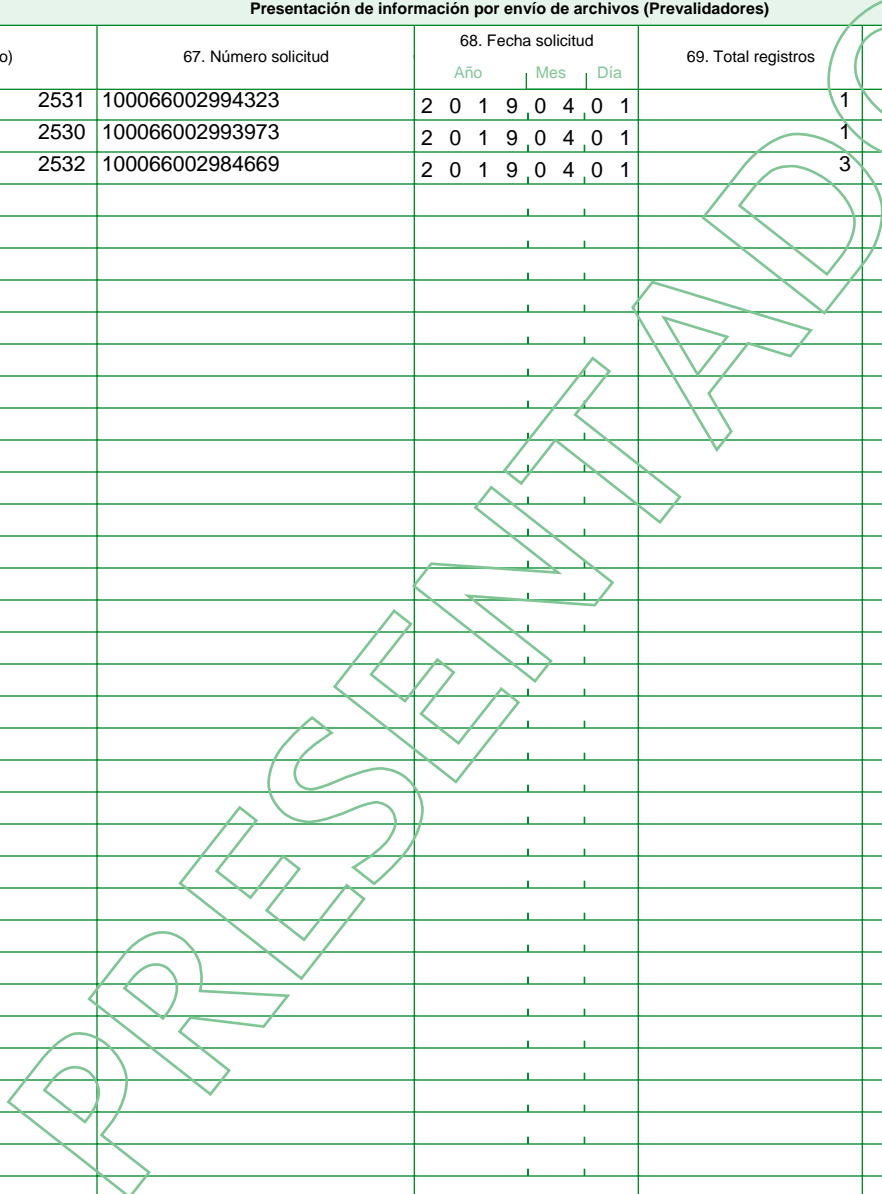 Presentación de información por envío de archivos (Prevalidadores)
o) 67. Número solicitud 68. Fecha solicitud 69. Total registros
Año Mes Día
2531 100066002994323 2 0 1 9 0 4 0 1 1
2530 100066002993973 2 0 1 9 0 4 0 1 1
2532 100066002984669 2 0 1 9 0 4 0 1 3
PRESENTADO